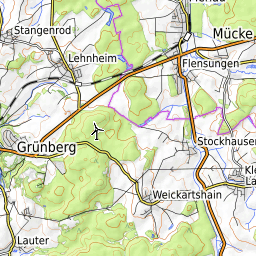 Mücke
Stangenrod
Lehnheim
Flensungen
Grünberg
Stockhausen
Weickartshain
Lauter